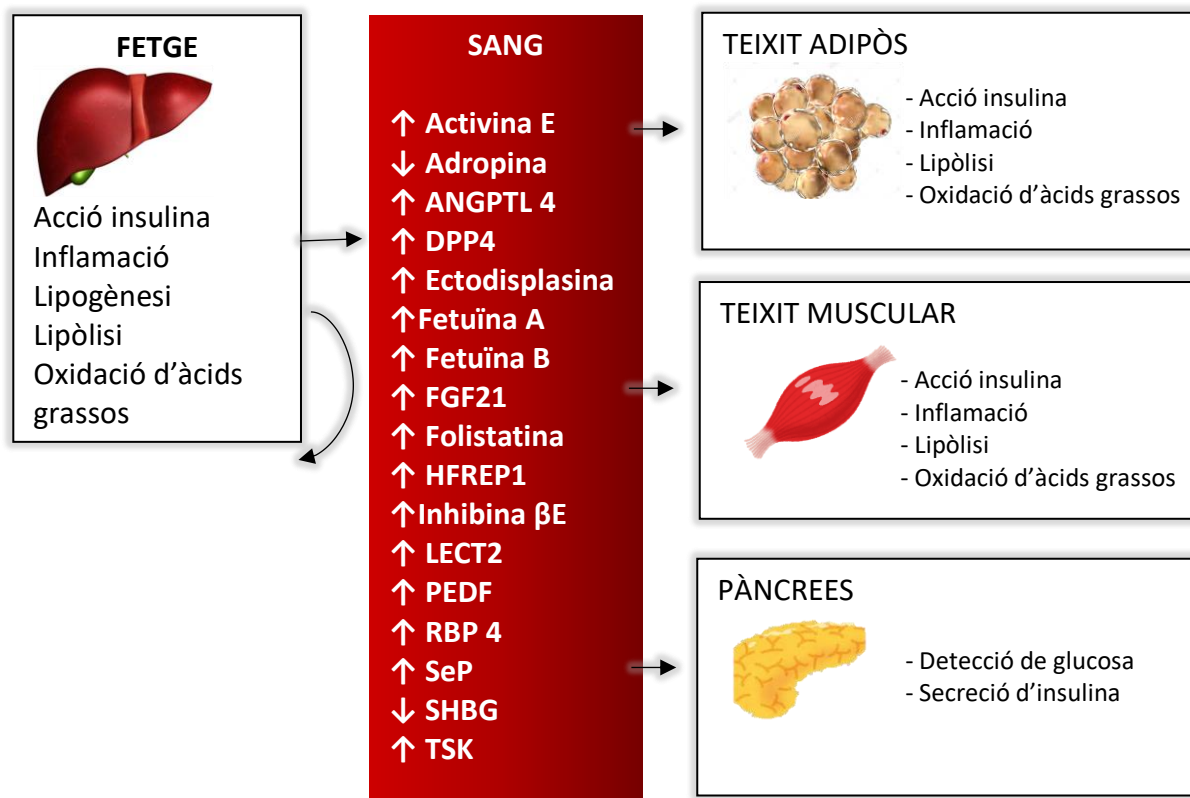 FETGE
Acció insulina
Inflamació
Lipogènesi
Lipòlisi
Oxidació d'àcids
grassos
SANG
↑ Activina E
↓ Adropina
↑ ANGPTL 4
↑ DPP4
↑ Ectodisplasina
↑Fetuïna A
↑ Fetuïna B
↑ FGF21
↑ Folistatina
↑ HFREP1
↑Inhibina βE
↑ LECT2
↑ PEDF
↑ RBP 4
↑ SeP
↓ SHBG
↑ TSK
TEIXIT ADIPÒS
- Acció insulina
- Inflamació
- Lipòlisi
- Oxidació d'àcids grassos
TEIXIT MUSCULAR
- Acció insulina
- Inflamació
- Lipòlisi
- Oxidació d'àcids grassos
PÀNCREES
- Detecció de glucosa
- Secreció d'insulina